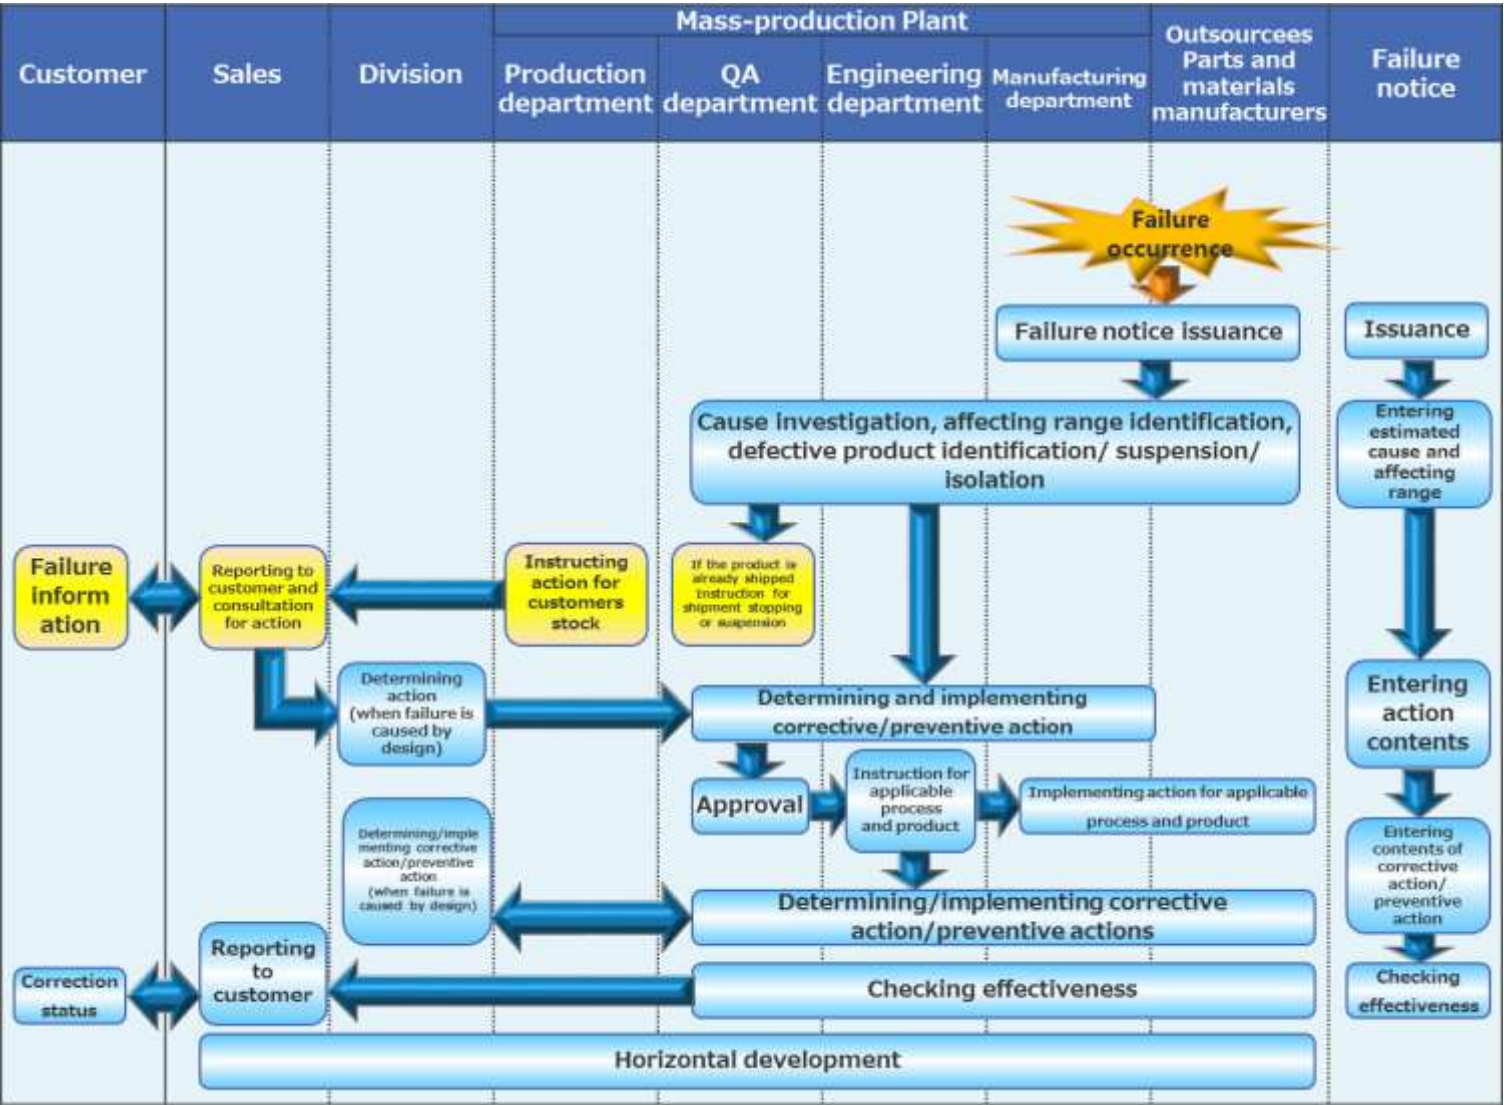 Mass-production Plant
Customer
Sales
Division
Production
department
QA
department
Engineering
department
Manufacturing
department
Outsourcees
Parts and
materials
manufacturers
Failure
notice
Failure
occurrence
Failure notice issuance
Issuance
Cause investigation, affecting range identification,
defective product identification/ suspension/
isolation
Entering
estimated
cause and
affecting
range
Failure
inform
ation
Reporting to
customer and
consultation
for action
Instructing
action for
customers
stock
If the product is
already shipped
Instruction for
shipment stopping
or suspension
Determining
action
(when failure is
caused by
design)
Determining and implementing
corrective/preventive action
Entering
action
contents
Approval
Instruction for
applicable
process
and product
Implementing action for applicable
process and product
Determining/imple
menting corrective
action/preventive
action
(when failure is
caused by design)
Determining/implementing corrective
action/preventive actions
Entering
contents of
corrective
action/
preventive
action
Correction
status
Reporting
to
customer
Checking effectiveness
Checking
effectiveness
Horizontal development